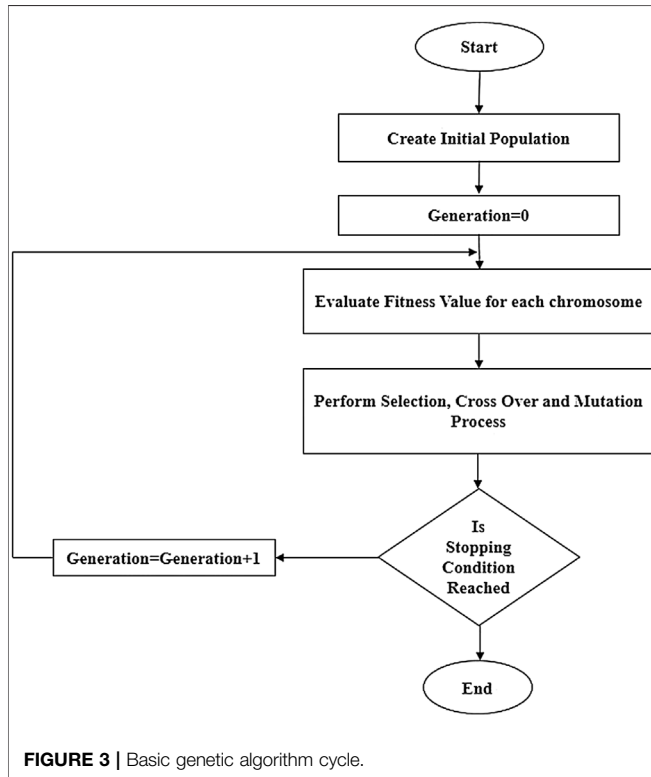 Start
Create Initial Population
Generation=0
Evaluate Fitness Value for each chromosome
Perform Selection, Cross Over and Mutation
Process
Is
Stopping
Condition
Reached
Generation=Generation+1
End
FIGURE 3 | Basic genetic algorithm cycle.